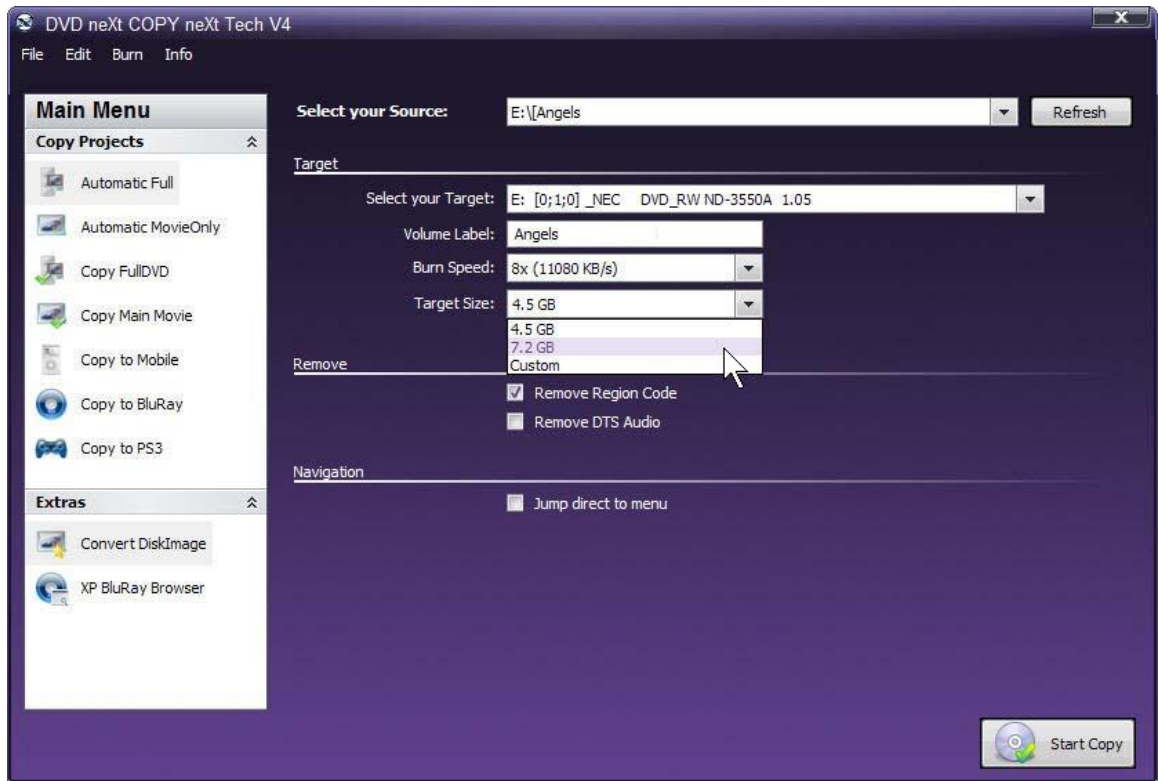 DVD neXt COPY neXt Tech V4
X
File Edit Burn Info
Main Menu
Copy Projects
Automatic Full
Automatic MovieOnly
Copy FullDVD
Copy Main Movie
Copy to Mobile
Copy to BluRay
Copy to PS3
Extras
Convert DiskImage
XP BluRay Browser
Select your Source: E:\[Angels Refresh
Target
Select your Target: E: [0;1;0] _NEC DVD_RW ND-3550A 1.05
Volume Label: Angels
Burn Speed: 8x (11080 KB/s)
Target Size: 4.5 GB
4.5 GB
7.2 GB
Custom
Remove
Remove Region Code
Remove DTS Audio
Navigation
Jump direct to menu
Start Copy